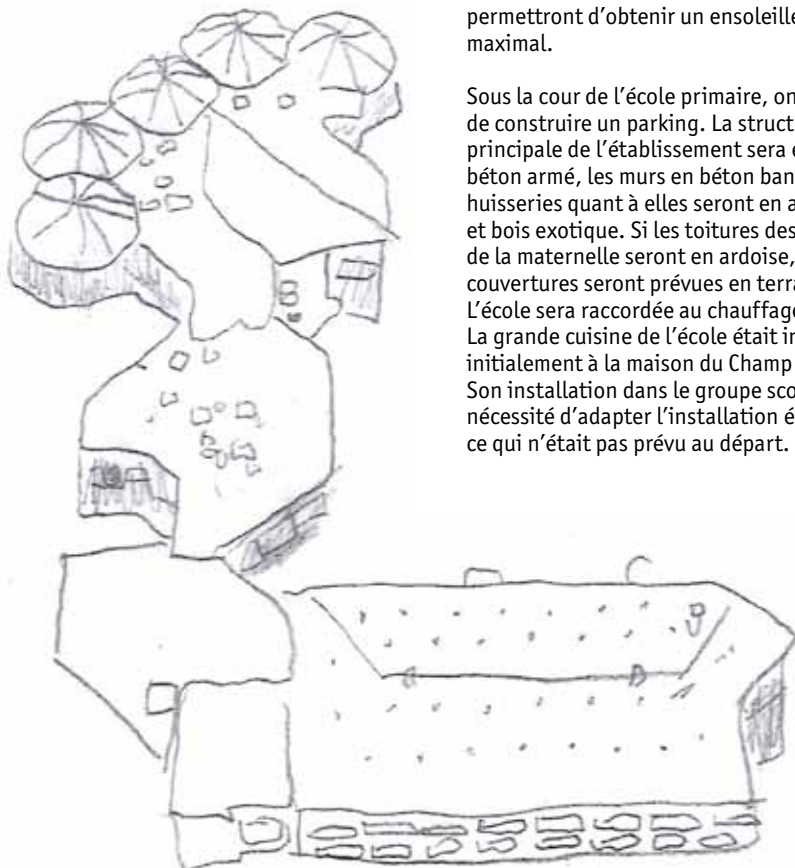 permettront d'obtenir un ensoleille
maximal.
Sous la cour de l'école primaire, on
de construire un parking. La struct
principale de l'établissement sera e
béton armé, les murs en béton ban
huisseries quant à elles seront en a
et bois exotique. Si les toitures des
de la maternelle seront en ardoise,
couvertures seront prévues en terra
L'école sera raccordée au chauffage
La grande cuisine de l'école était in
initialement à la maison du Champ
Son installation dans le groupe sco
nécessité d'adapter l'installation é
ce qui n'était pas prévu au départ.